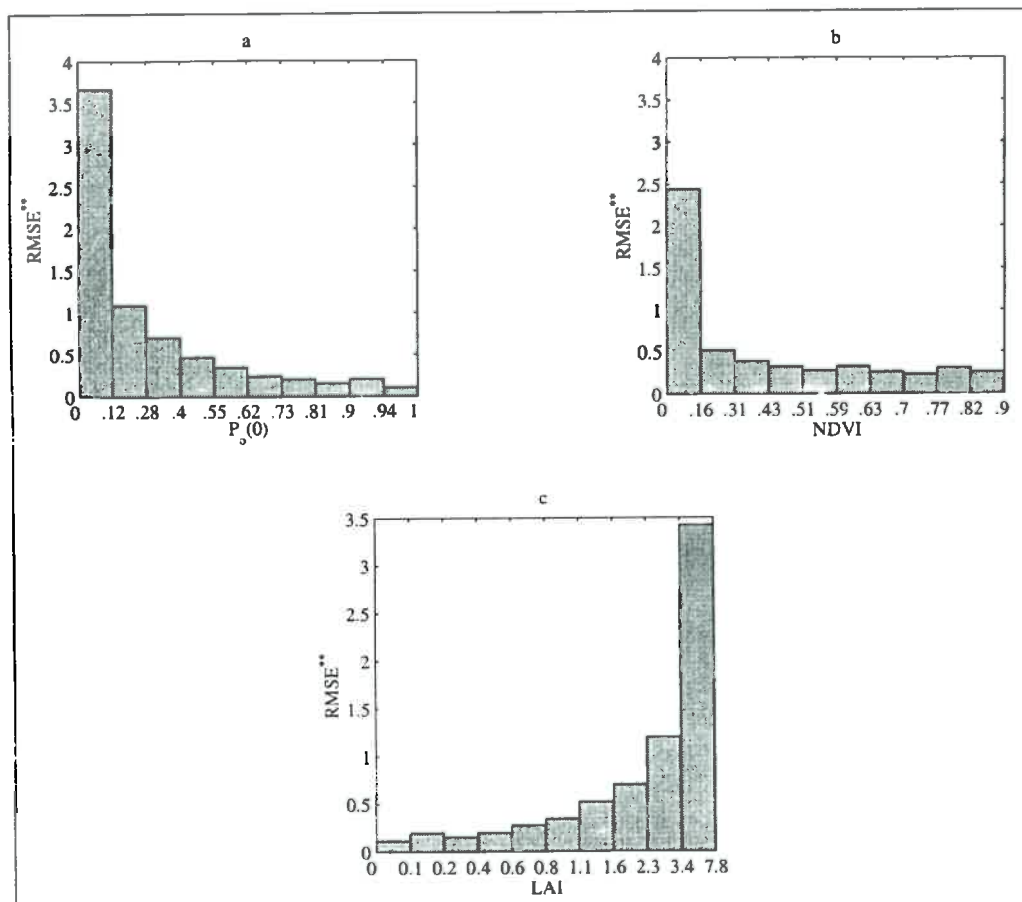 a
4
3.5
3
2.5
2
1.5
1
0.5
0
RMSE**
0 .12 .28 .4 .55 .62 .73 .81 .9 .94 1
Po(0)
b
4
3.5
3
2.5
2
1.5
1
0.5
0
RMSE**
0 .16 .31 .43 .51 .59 .63 .7 .77 .82 .9
NDVI
c
3.5
3
2.5
2
1.5
1
0.5
0
RMSE**
0 0.1 0.2 0.4 0.6 0.8 1.1 1.6 2.3 3.4 7.8
LAI